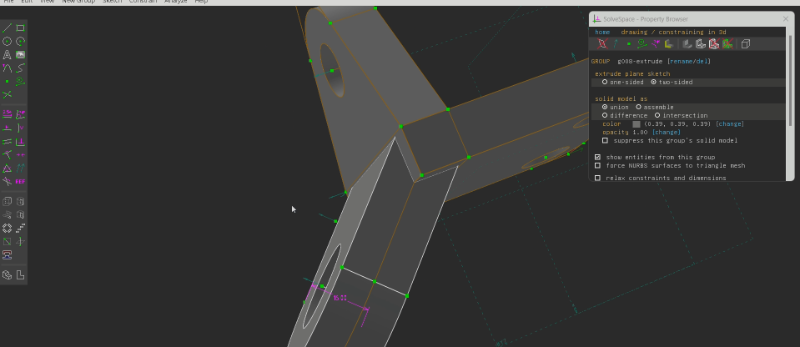 File Edit View New Group Sketch Constrain Analyze Help
SolveSpace - Property Browser
home drawing / constraining in 3d
GROUP g006-extrude [rename/del]
extrude plane sketch
one-sided two-sided
solid model as
union assemble
difference intersection
color (0.39, 0.39, 0.39) [change]
opacity 1.00 [change]
suppress this group's solid model
show entities from this group
force NURBS surfaces to triangle mesh
relax constraints and dimensions